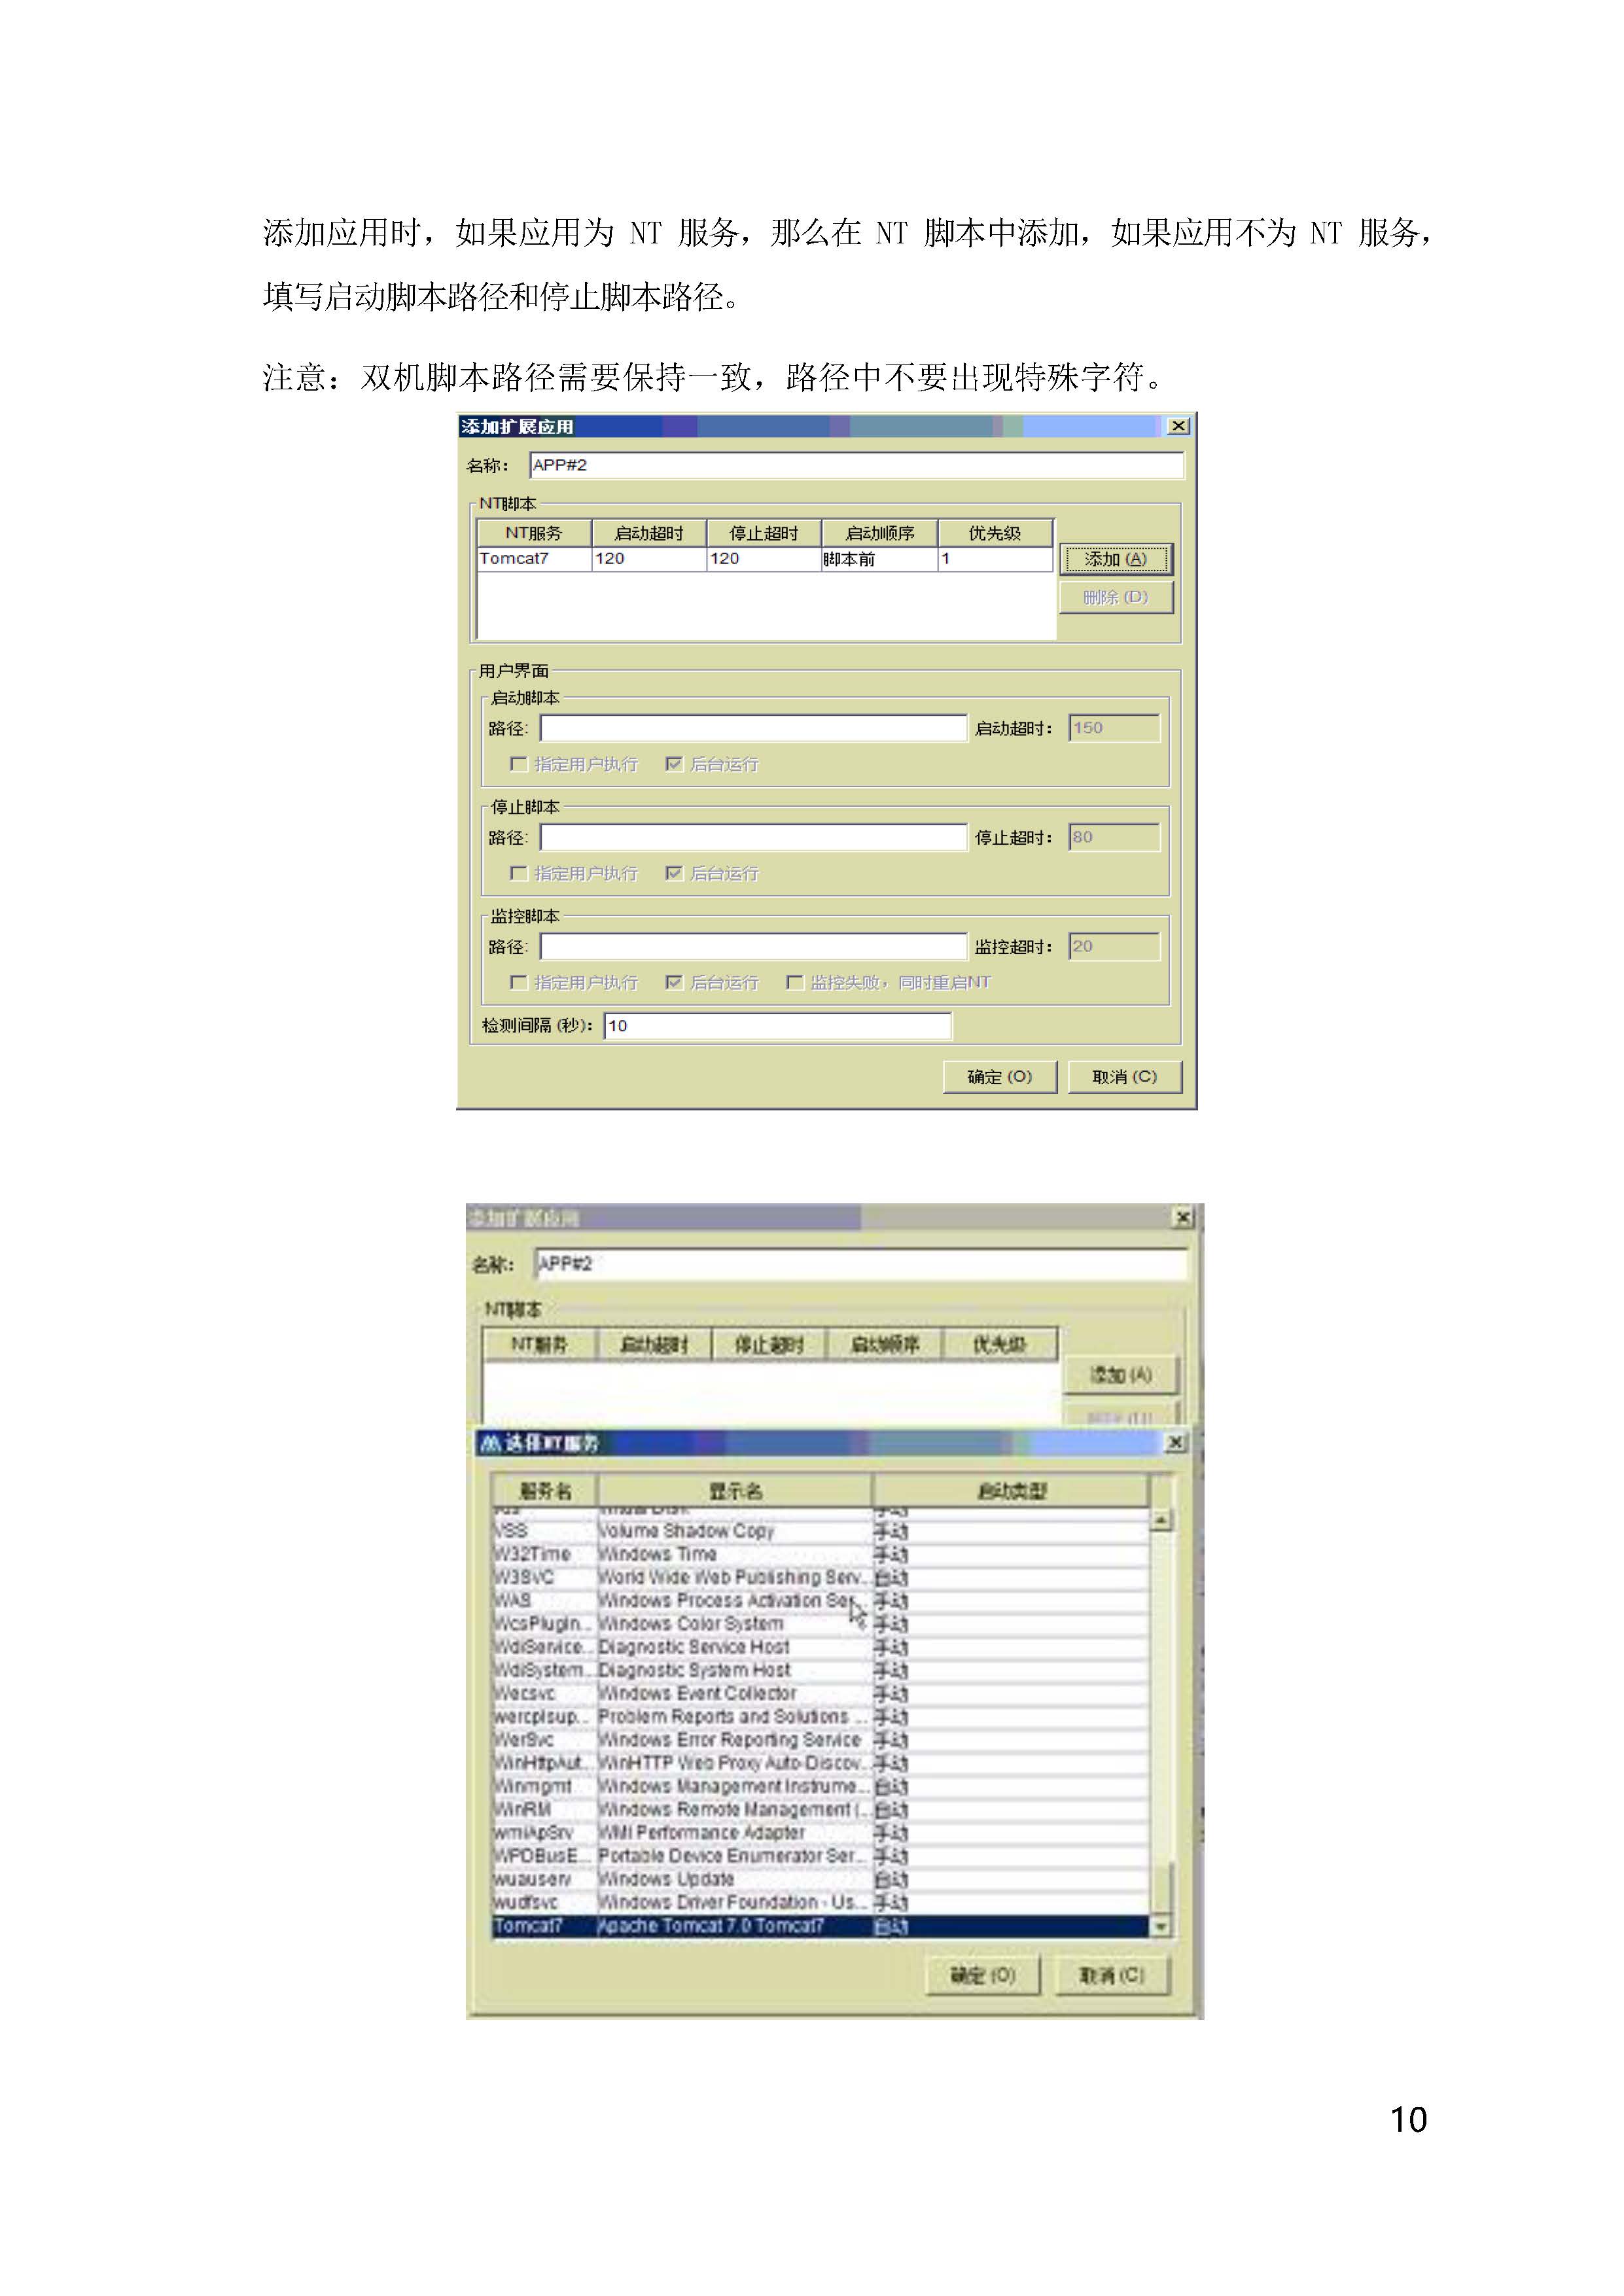 添加应用时，如果应用为 NT 服务，那么在 NT 脚本中添加，如果应用不为 NT 服务，
填写启动脚本路径和停止脚本路径。
注意：双机脚本路径需要保持一致，路径中不要出现特殊字符。
添加扩展应用
名称： APP#2
NT脚本
NT服务 启动超时 停止超时 启动顺序 优先级
Tomcat7 120 120 脚本前 1
添加 (A)
删除 (D)
用户界面
启动脚本
路径: 启动超时： 150
指定用户执行 后台运行
停止脚本
路径: 停止超时： 80
指定用户执行 后台运行
监控脚本
路径: 监控超时： 20
指定用户执行 后台运行 监控失败，同时重启NT
检测间隔 (秒)： 10
确定 (O) 取消 (C)
添加扩展应用
名称： APP#2
NT脚本
NT服务 启动超时 停止超时 启动顺序 优先级
添加 (A)
选择NT服务
服务名 显示名 启动类型
Virtual Disk 手动
VSS Volume Shadow Copy 手动
W32Time Windows Time 手动
W3SVC World Wide Web Publishing Serv... 自动
WAS Windows Process Activation Ser... 手动
WcsPlugIn... Windows Color System 手动
WdiService... Diagnostic Service Host 手动
WdiSystem... Diagnostic System Host 手动
Wecsvc Windows Event Collector 手动
wercplsup... Problem Reports and Solutions ... 手动
WerSvc Windows Error Reporting Service 手动
WinHttpAut... WinHTTP Web Proxy Auto-Discov... 手动
Winmgmt Windows Management Instrume... 自动
WinRM Windows Remote Management (... 自动
wmiApSrv WMI Performance Adapter 手动
WPDBusE... Portable Device Enumerator Ser... 手动
wuauserv Windows Update 自动
wudfsvc Windows Driver Foundation - Us... 手动
Tomcat7 Apache Tomcat 7.0 Tomcat7 自动
确定 (O) 取消 (C)
10